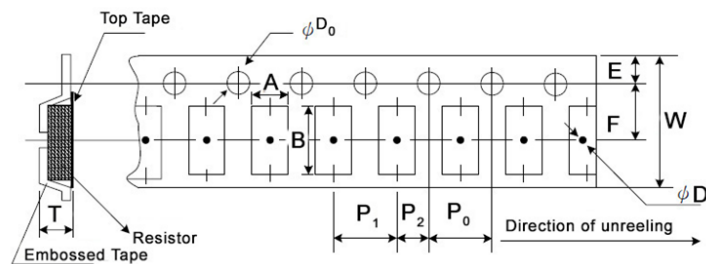 Top Tape
ϕD₀
A
B
E
F
W
ϕD
T
P₁
P₂
P₀
Direction of unreeling
Resistor
Embossed Tape